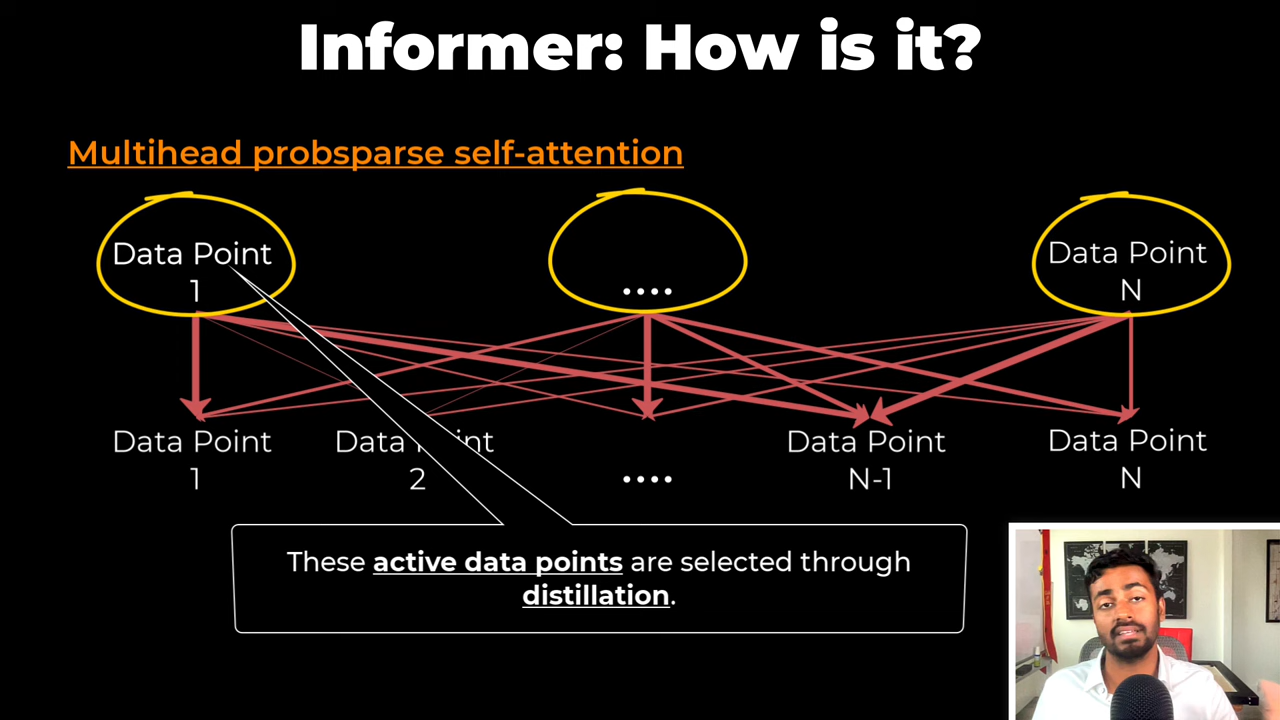 Informer: How is it?
Multihead probsparse self-attention
Data Point
1
....
Data Point
N
Data Point
1
Data Point
2
....
Data Point
N-1
Data Point
N
These active data points are selected through
distillation.